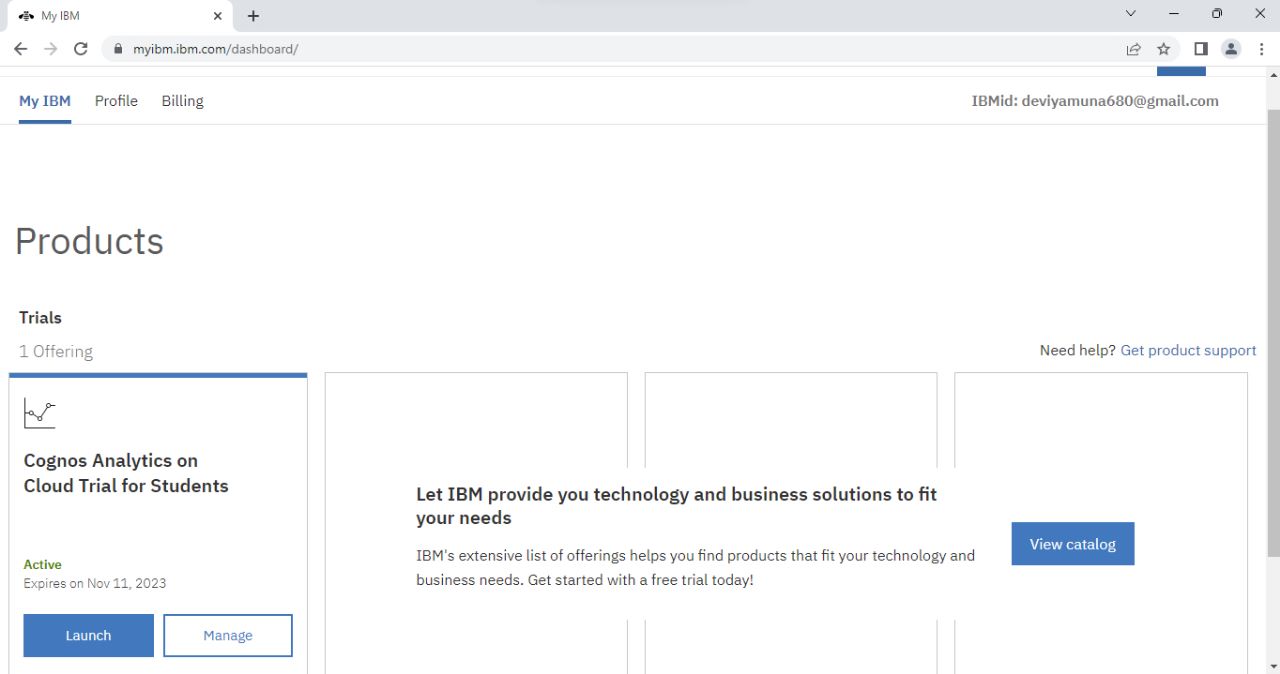 My IBM
myibm.ibm.com/dashboard/
My IBM Profile Billing IBMid: deviyamuna680@gmail.com
Products
Trials
1 Offering
Need help? Get product support
Cognos Analytics on
Cloud Trial for Students
Active
Expires on Nov 11, 2023
Launch Manage
Let IBM provide you technology and business solutions to fit
your needs
IBM's extensive list of offerings helps you find products that fit your technology and
business needs. Get started with a free trial today!
View catalog